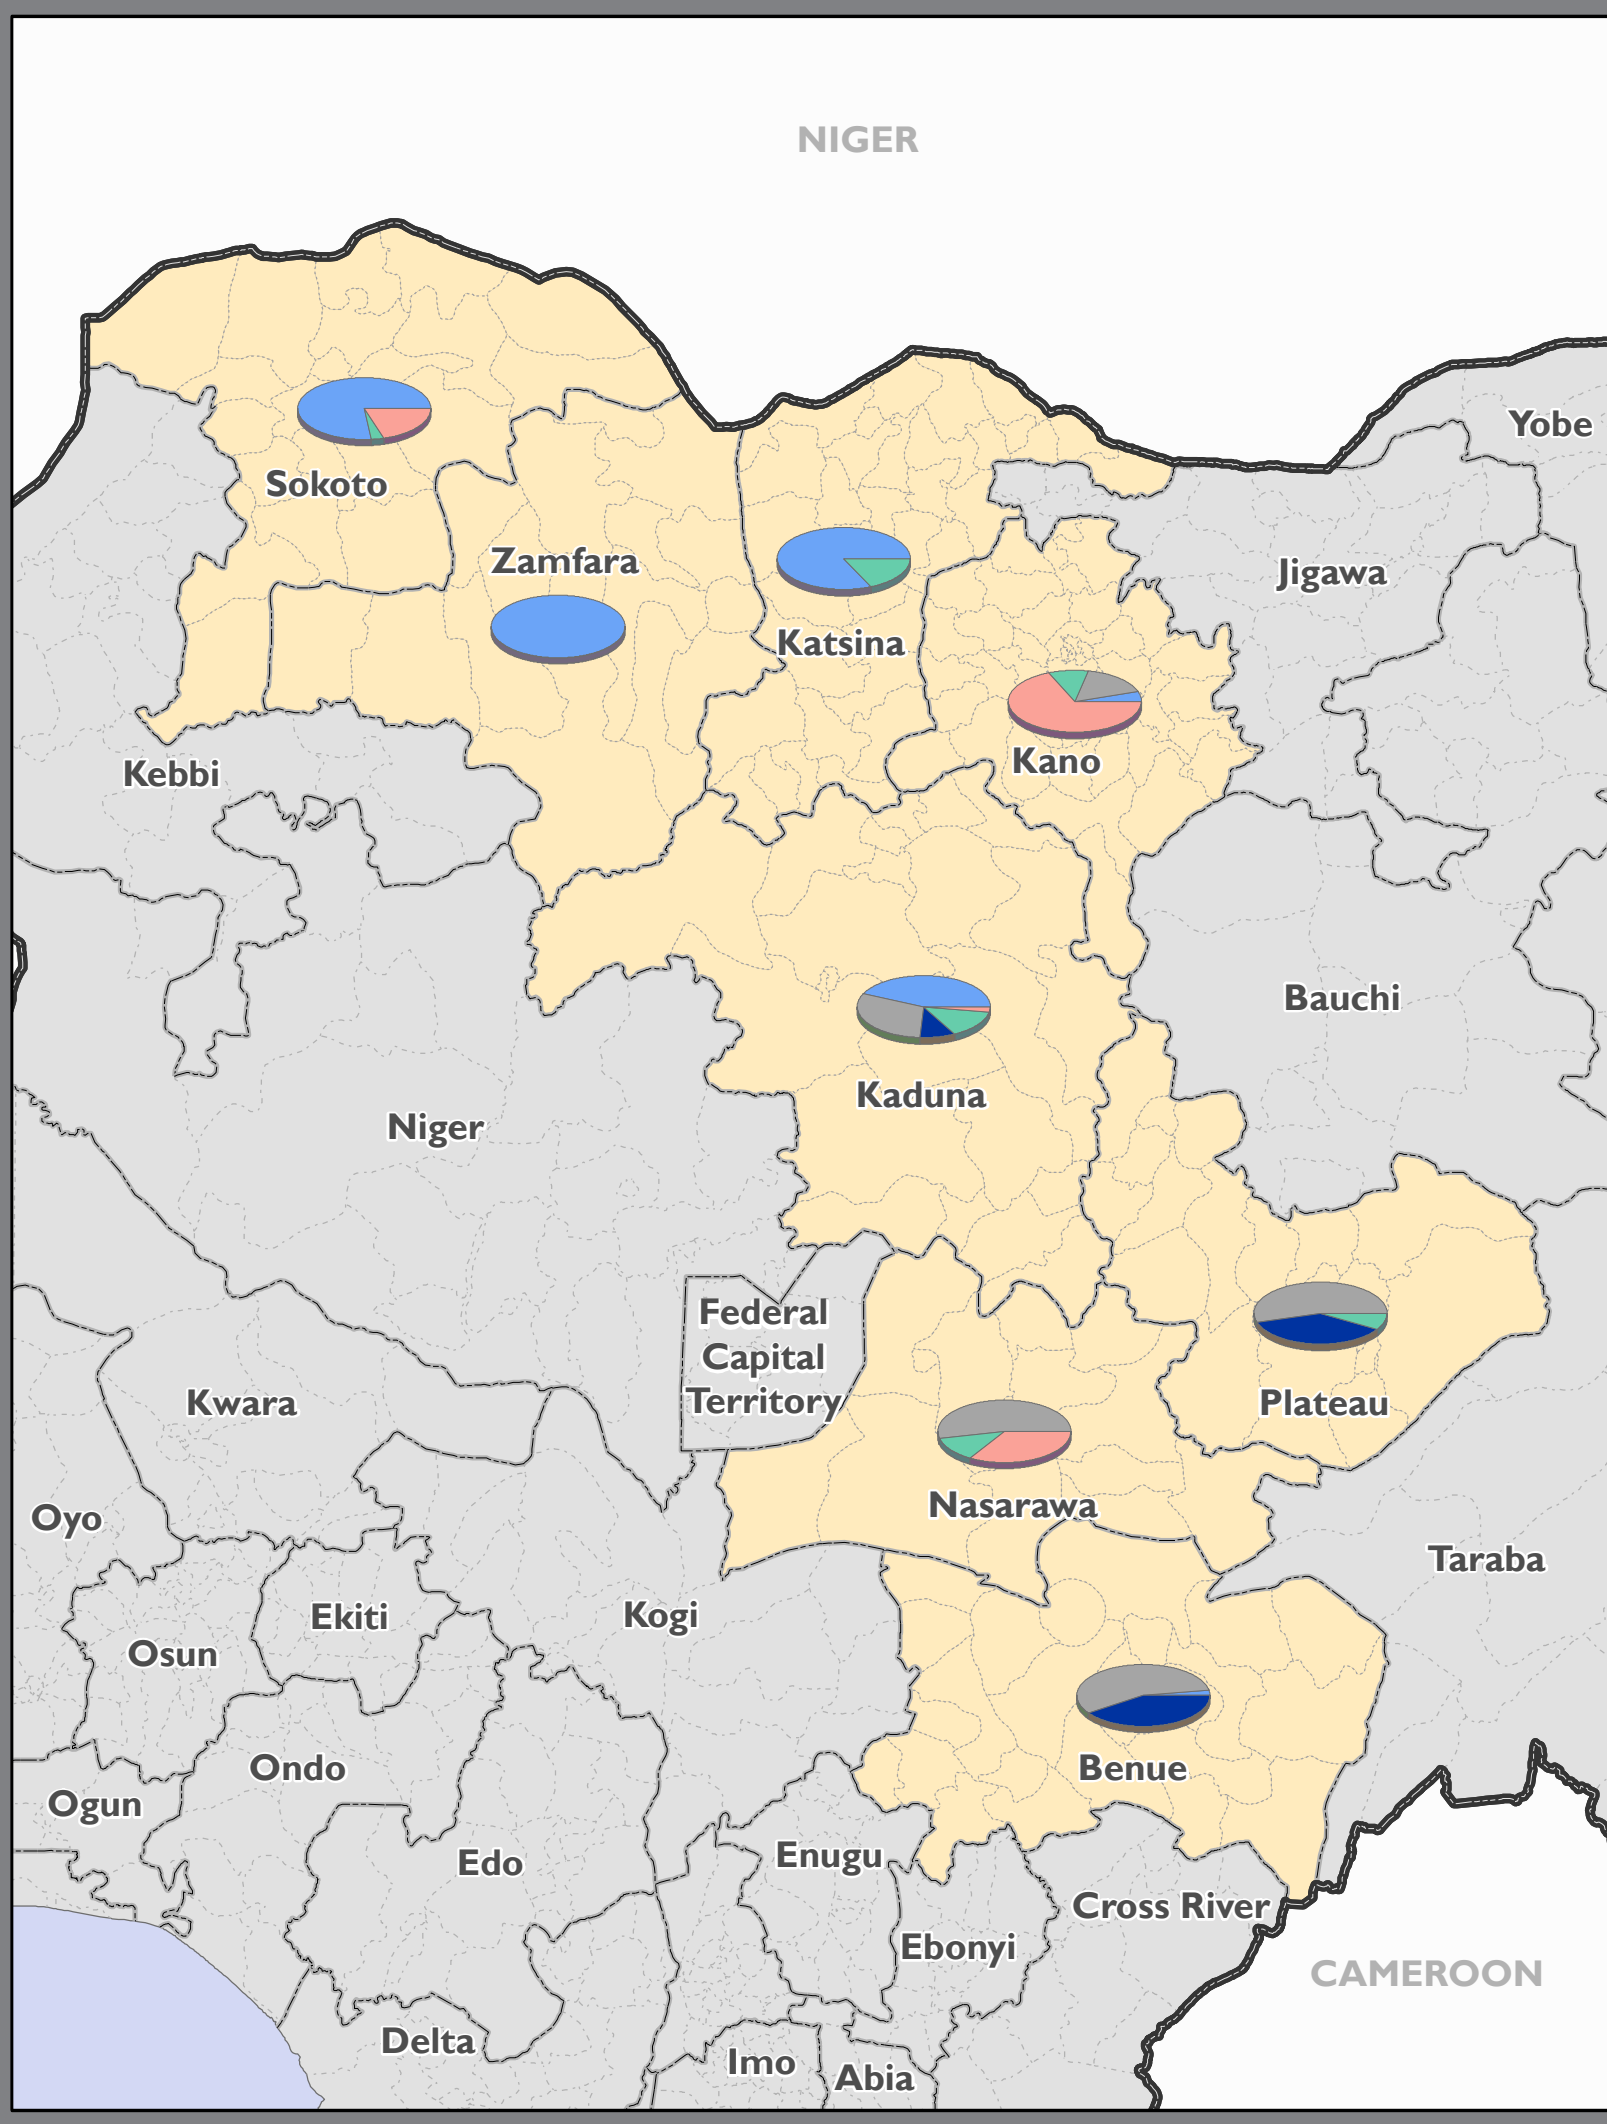 NIGER
Yobe
Sokoto
Zamfara
Jigawa
Katsina
Kano
Kebbi
Bauchi
Kaduna
Niger
Federal
Capital
Territory
Kwara
Plateau
Nasarawa
Oyo
Taraba
Ekiti
Kogi
Osun
Ondo
Benue
Ogun
Enugu
Edo
Cross River
Ebonyi
CAMEROON
Delta
Imo
Abia